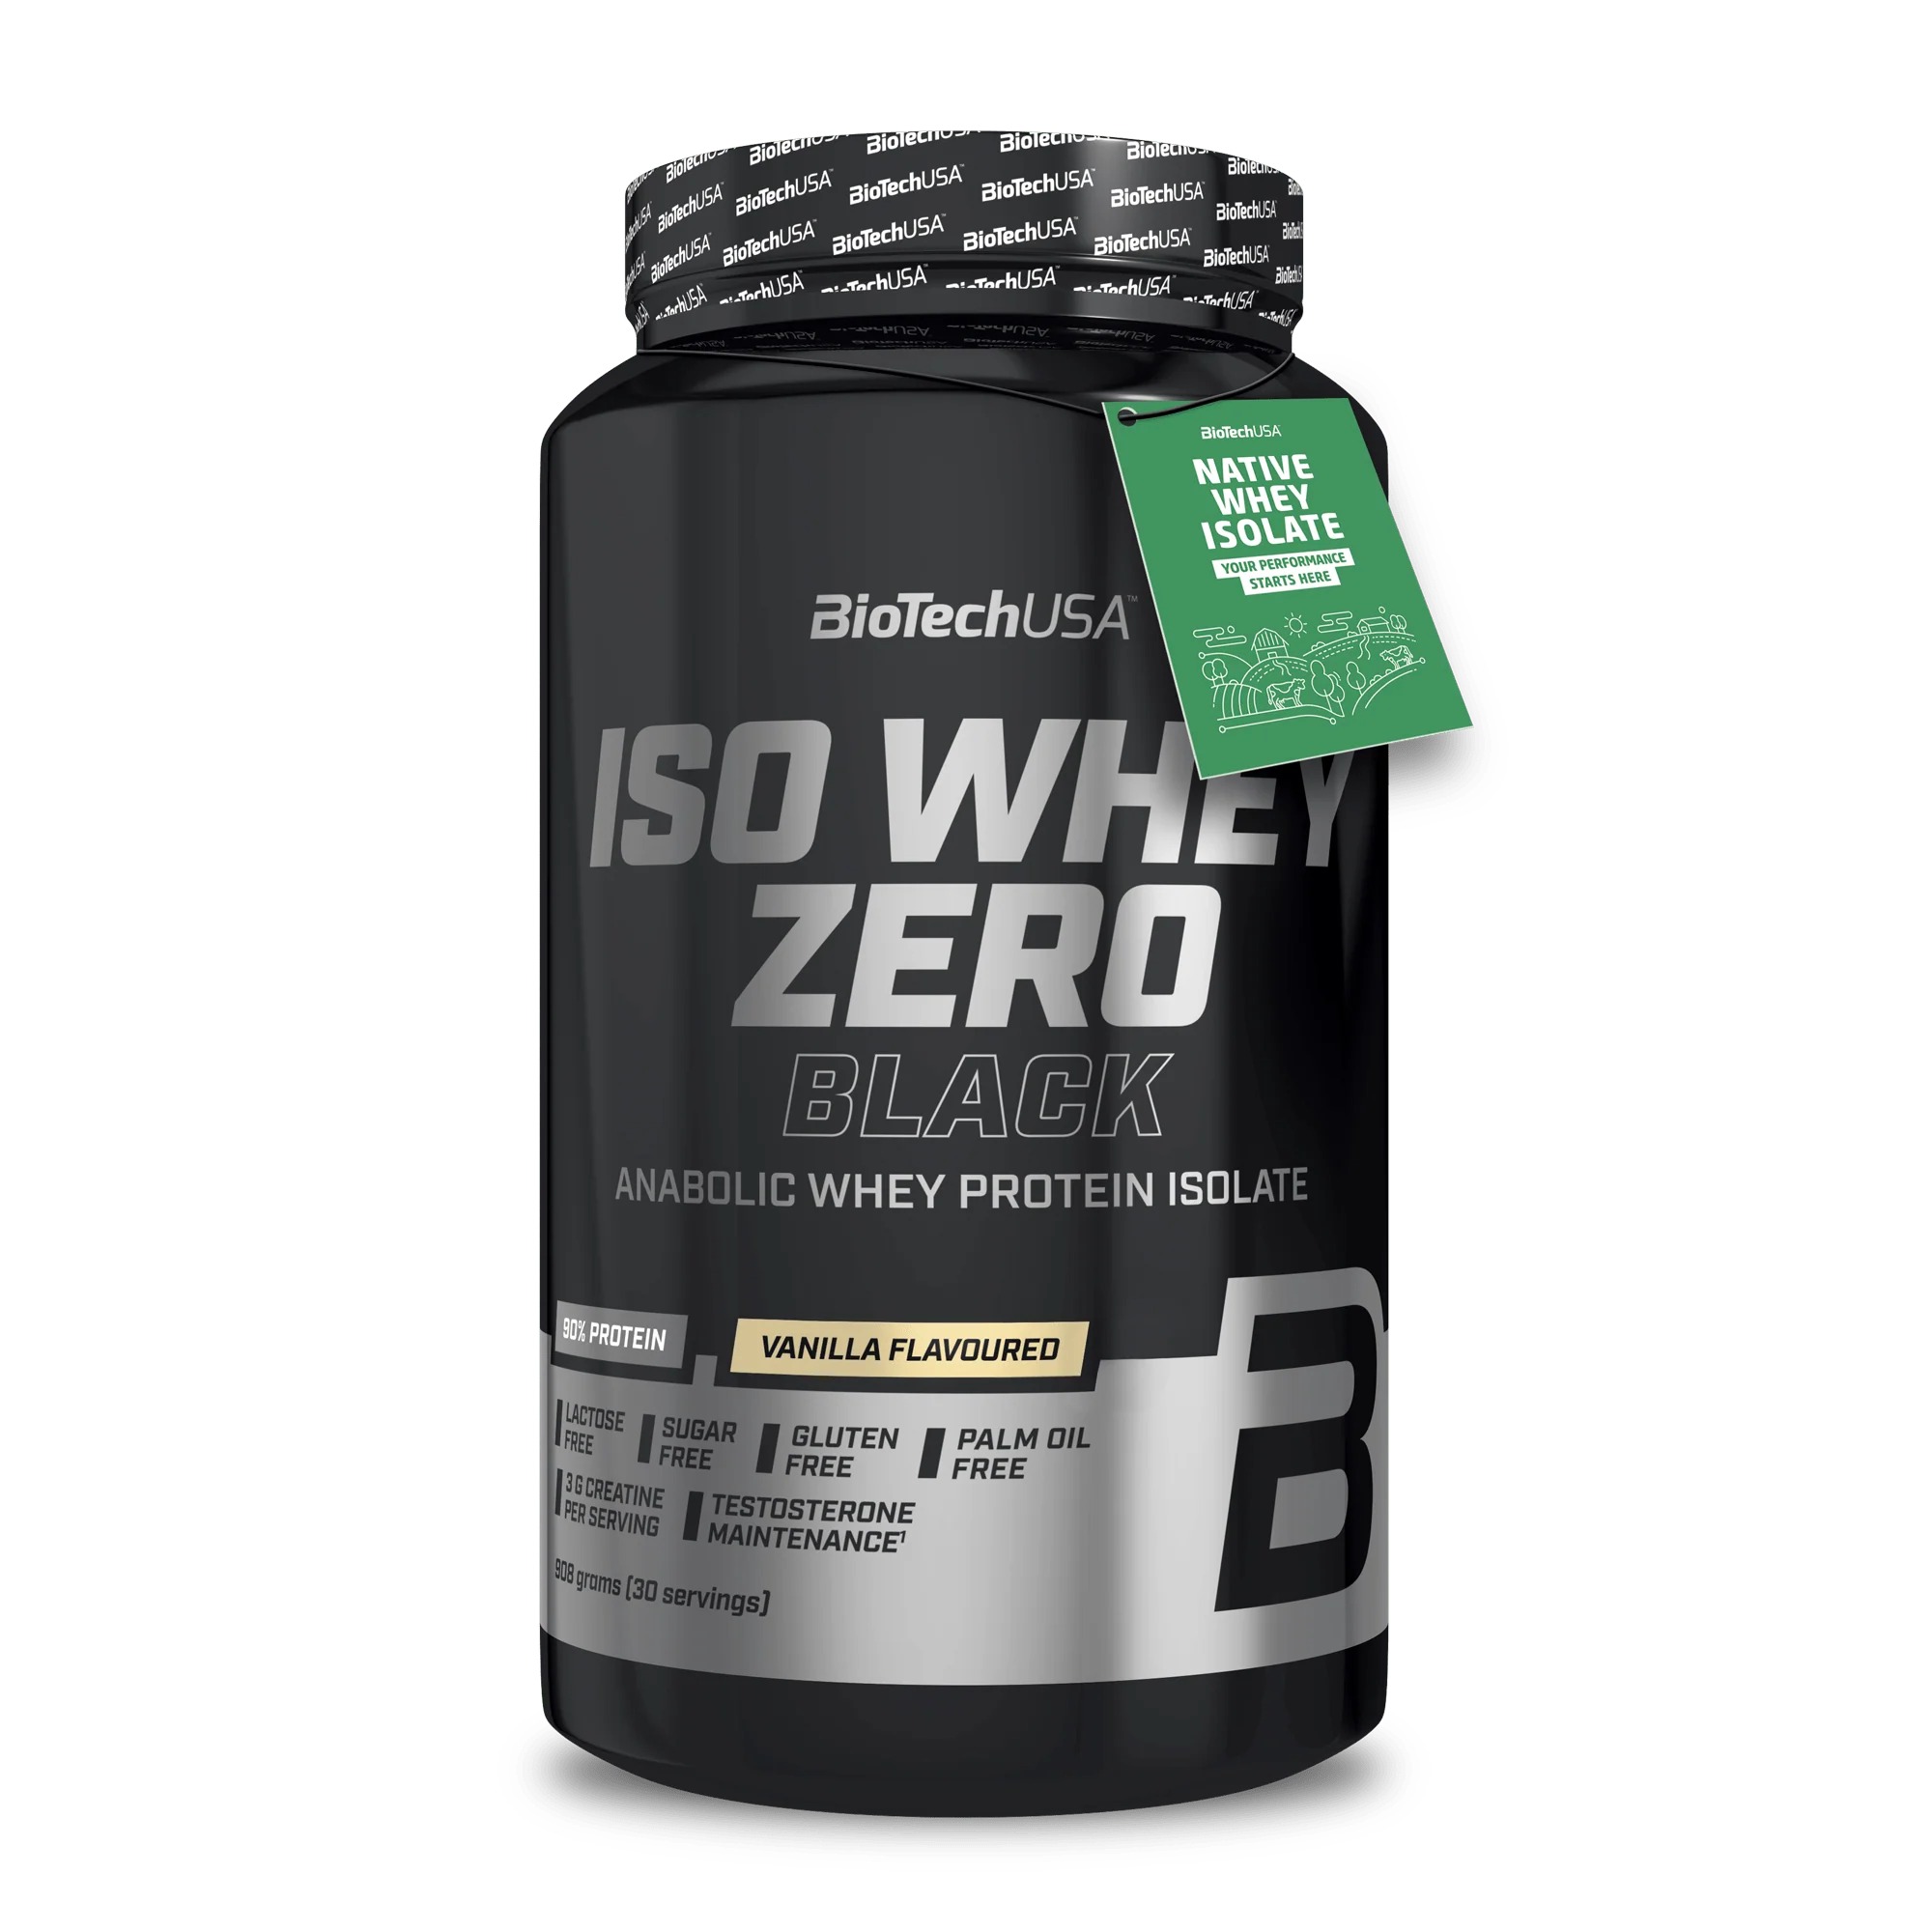 BioTechUSA™
BioTechUSA
NATIVE
WHEY
ISOLATE
YOUR PERFORMANCE
STARTS HERE
BioTechUSA™
ISO WHEY
ZERO
BLACK
ANABOLIC WHEY PROTEIN ISOLATE
90% PROTEIN
VANILLA FLAVOURED
LACTOSE FREE
SUGAR FREE
GLUTEN FREE
PALM OIL FREE
3 G CREATINE PER SERVING
TESTOSTERONE MAINTENANCE¹
908 grams (30 servings)
B